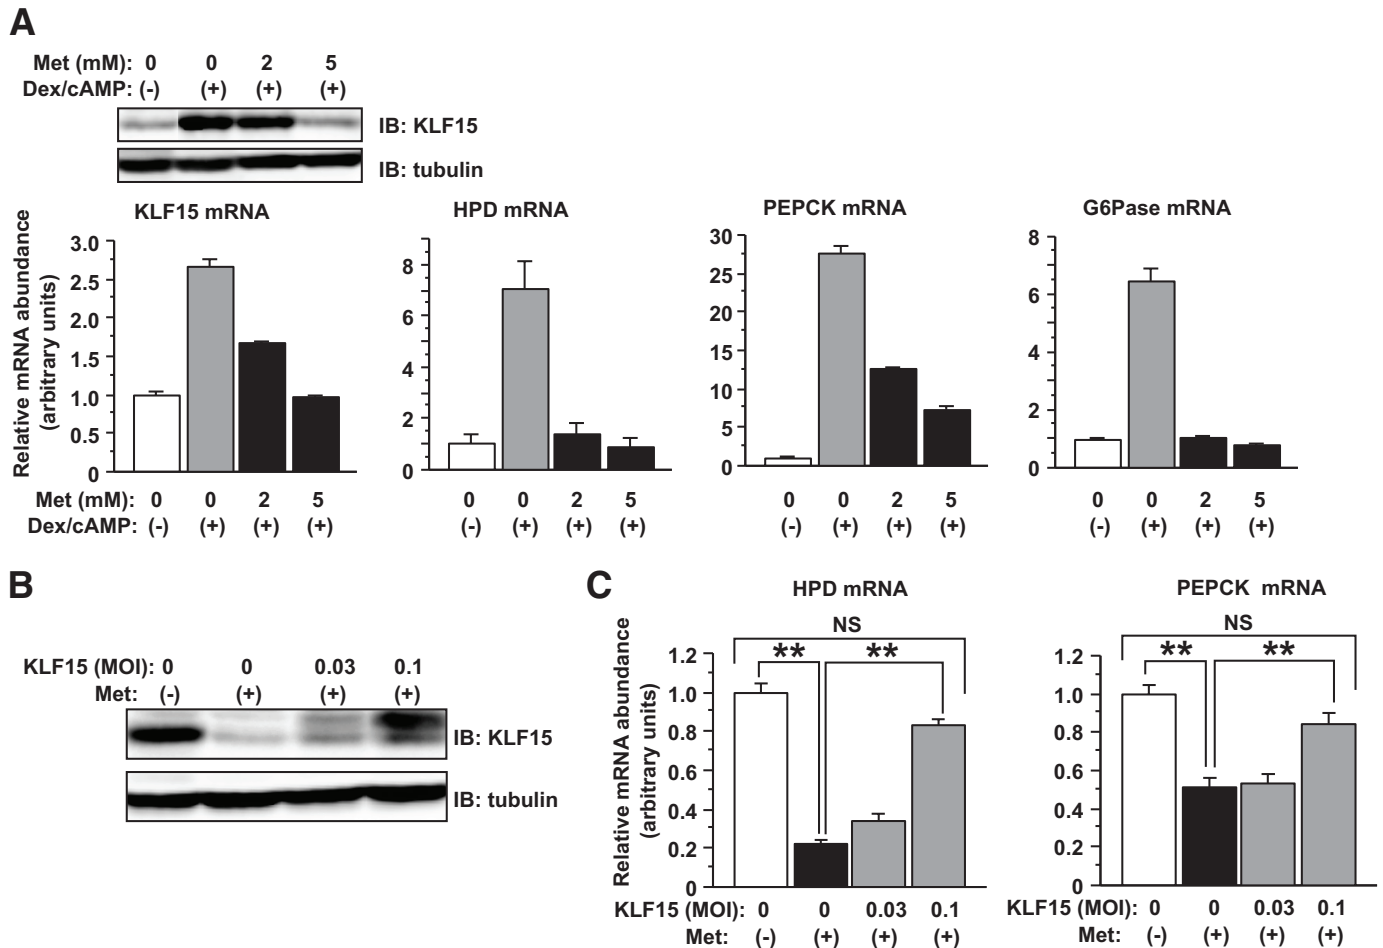 A
Met (mM): 0 0 2 5
Dex/cAMP: (-) (+) (+) (+)
IB: KLF15
IB: tubulin
KLF15 mRNA
HPD mRNA
PEPCK mRNA
G6Pase mRNA
Relative mRNA abundance
(arbitrary units)
3.0
2.5
2.0
1.5
1.0
0.5
0
8
6
4
2
0
30
25
20
15
10
5
0
8
6
4
2
0
Met (mM): 0 0 2 5 0 0 2 5 0 0 2 5 0 0 2 5
Dex/cAMP: (-) (+) (+) (+) (-) (+) (+) (+) (-) (+) (+) (+) (-) (+) (+) (+)
B
KLF15 (MOI): 0 0 0.03 0.1
Met: (-) (+) (+) (+)
IB: KLF15
IB: tubulin
C
HPD mRNA
NS
** **
Relative mRNA abundance
(arbitrary units)
1.2
1.0
0.8
0.6
0.4
0.2
0
KLF15 (MOI): 0 0 0.03 0.1
Met: (-) (+) (+) (+)
PEPCK mRNA
NS
** **
1.2
1.0
0.8
0.6
0.4
0.2
0
KLF15 (MOI): 0 0 0.03 0.1
Met: (-) (+) (+) (+)